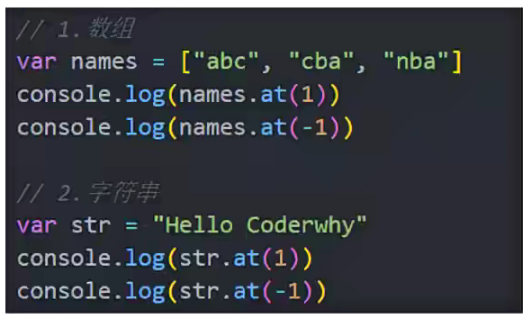 // 1.数组
var names = ["abc", "cba", "nba"]
console.log(names.at(1))
console.log(names.at(-1))
// 2.字符串
var str = "Hello Coderwhy"
console.log(str.at(1))
console.log(str.at(-1))